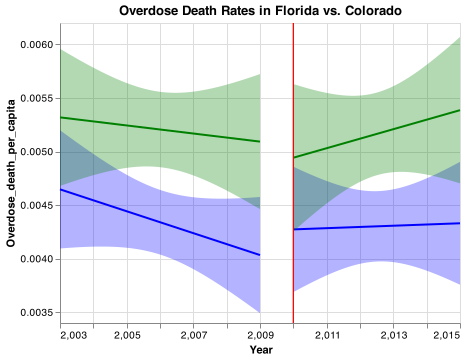 Overdose Death Rates in Florida vs. Colorado
Overdose_death_per_capita
0.0060
0.0055
0.0050
0.0045
0.0040
0.0035
2,003 2,005 2,007 2,009 2,011 2,013 2,015
Year